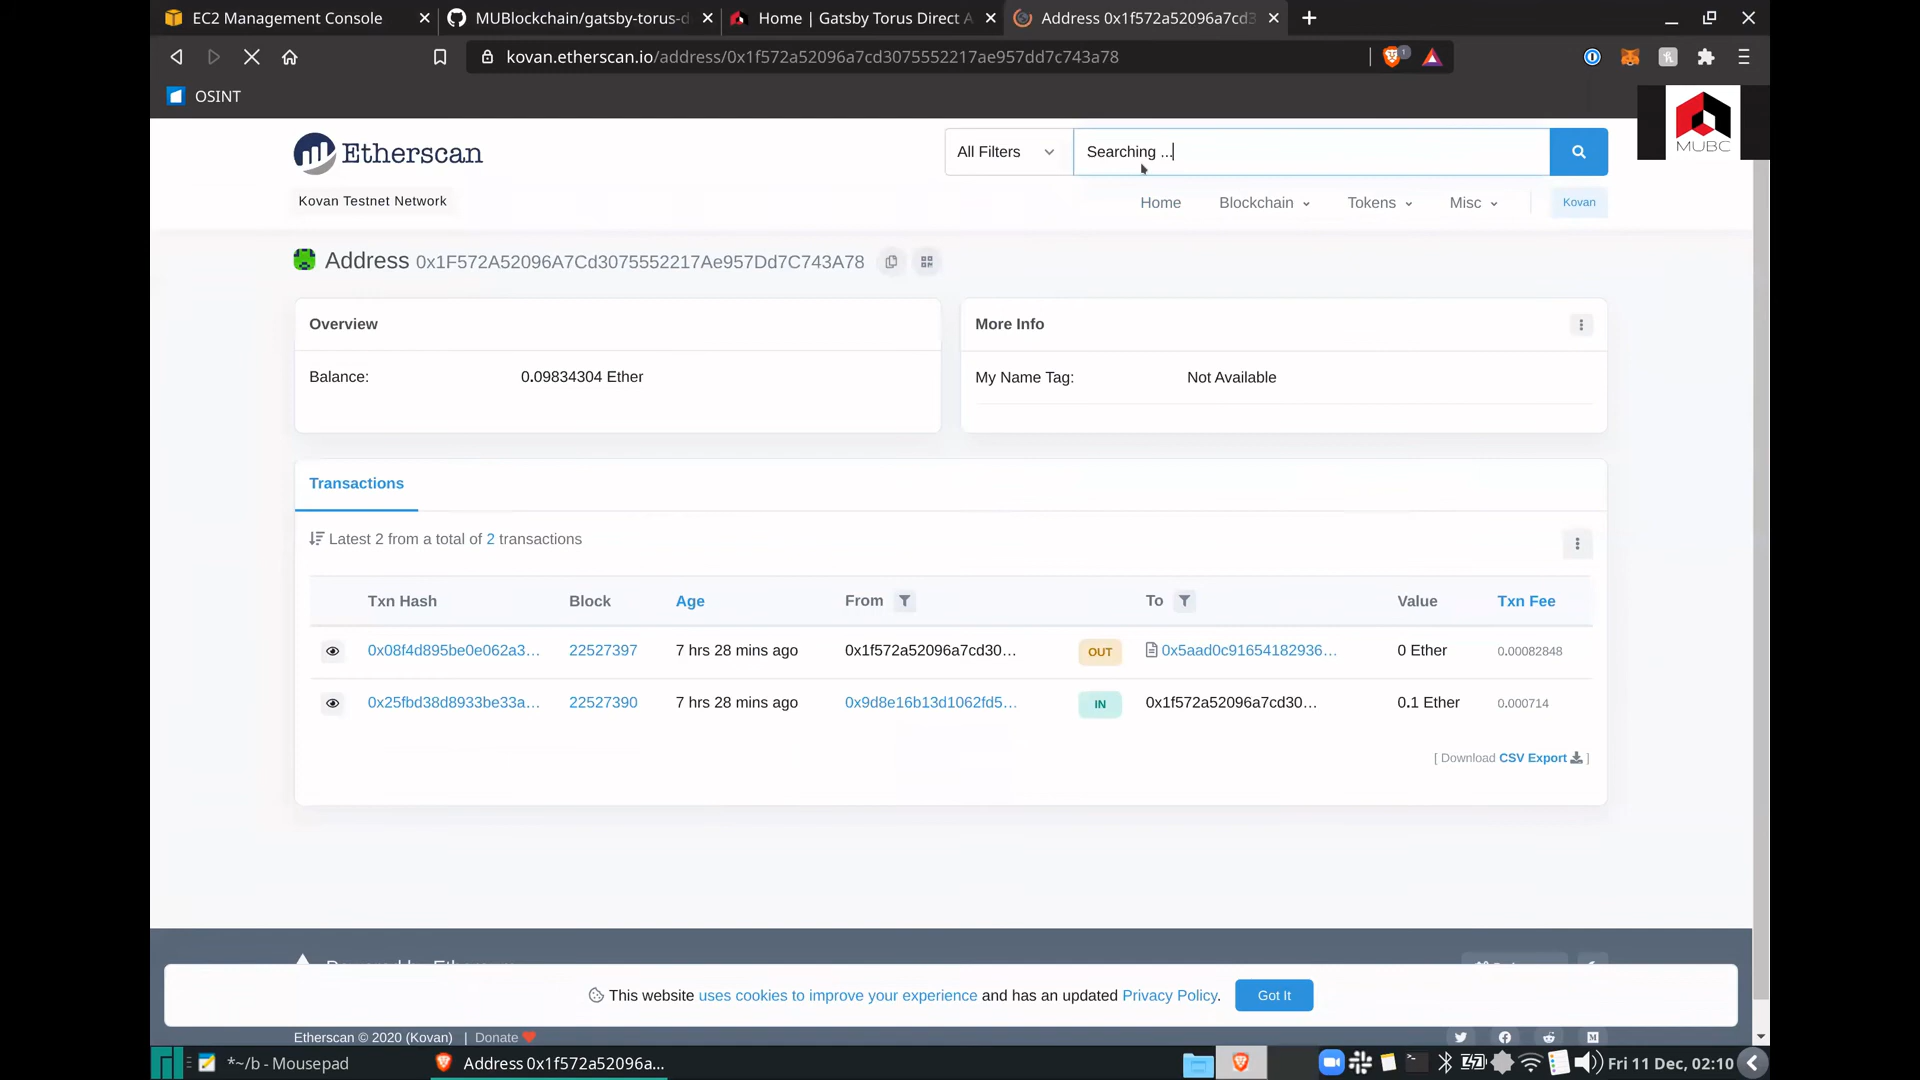 EC2 Management Console
MUBlockchain/gatsby-torus-d
Home | Gatsby Torus Direct A
Address 0x1f572a52096a7cd3
kovan.etherscan.io/address/0x1f572a52096a7cd3075552217ae957dd7c743a78
1
OSINT
MUBC
Etherscan
All Filters
Searching ...
Kovan Testnet Network
Home
Blockchain
Tokens
Misc
Kovan
Address 0x1F572A52096A7Cd3075552217Ae957Dd7C743A78
Overview
Balance:
0.09834304 Ether
More Info
My Name Tag:
Not Available
Transactions
Latest 2 from a total of 2 transactions
Txn Hash
Block
Age
From
To
Value
Txn Fee
0x08f4d895be0e062a3...
22527397
7 hrs 28 mins ago
0x1f572a52096a7cd30...
OUT
0x5aad0c91654182936...
0 Ether
0.00082848
0x25fbd38d8933be33a...
22527390
7 hrs 28 mins ago
0x9d8e16b13d1062fd5...
IN
0x1f572a52096a7cd30...
0.1 Ether
0.000714
[ Download CSV Export ]
This website uses cookies to improve your experience and has an updated Privacy Policy.
Got It
Etherscan © 2020 (Kovan) | Donate
*~/b - Mousepad
Address 0x1f572a52096a...
Fri 11 Dec, 02:10